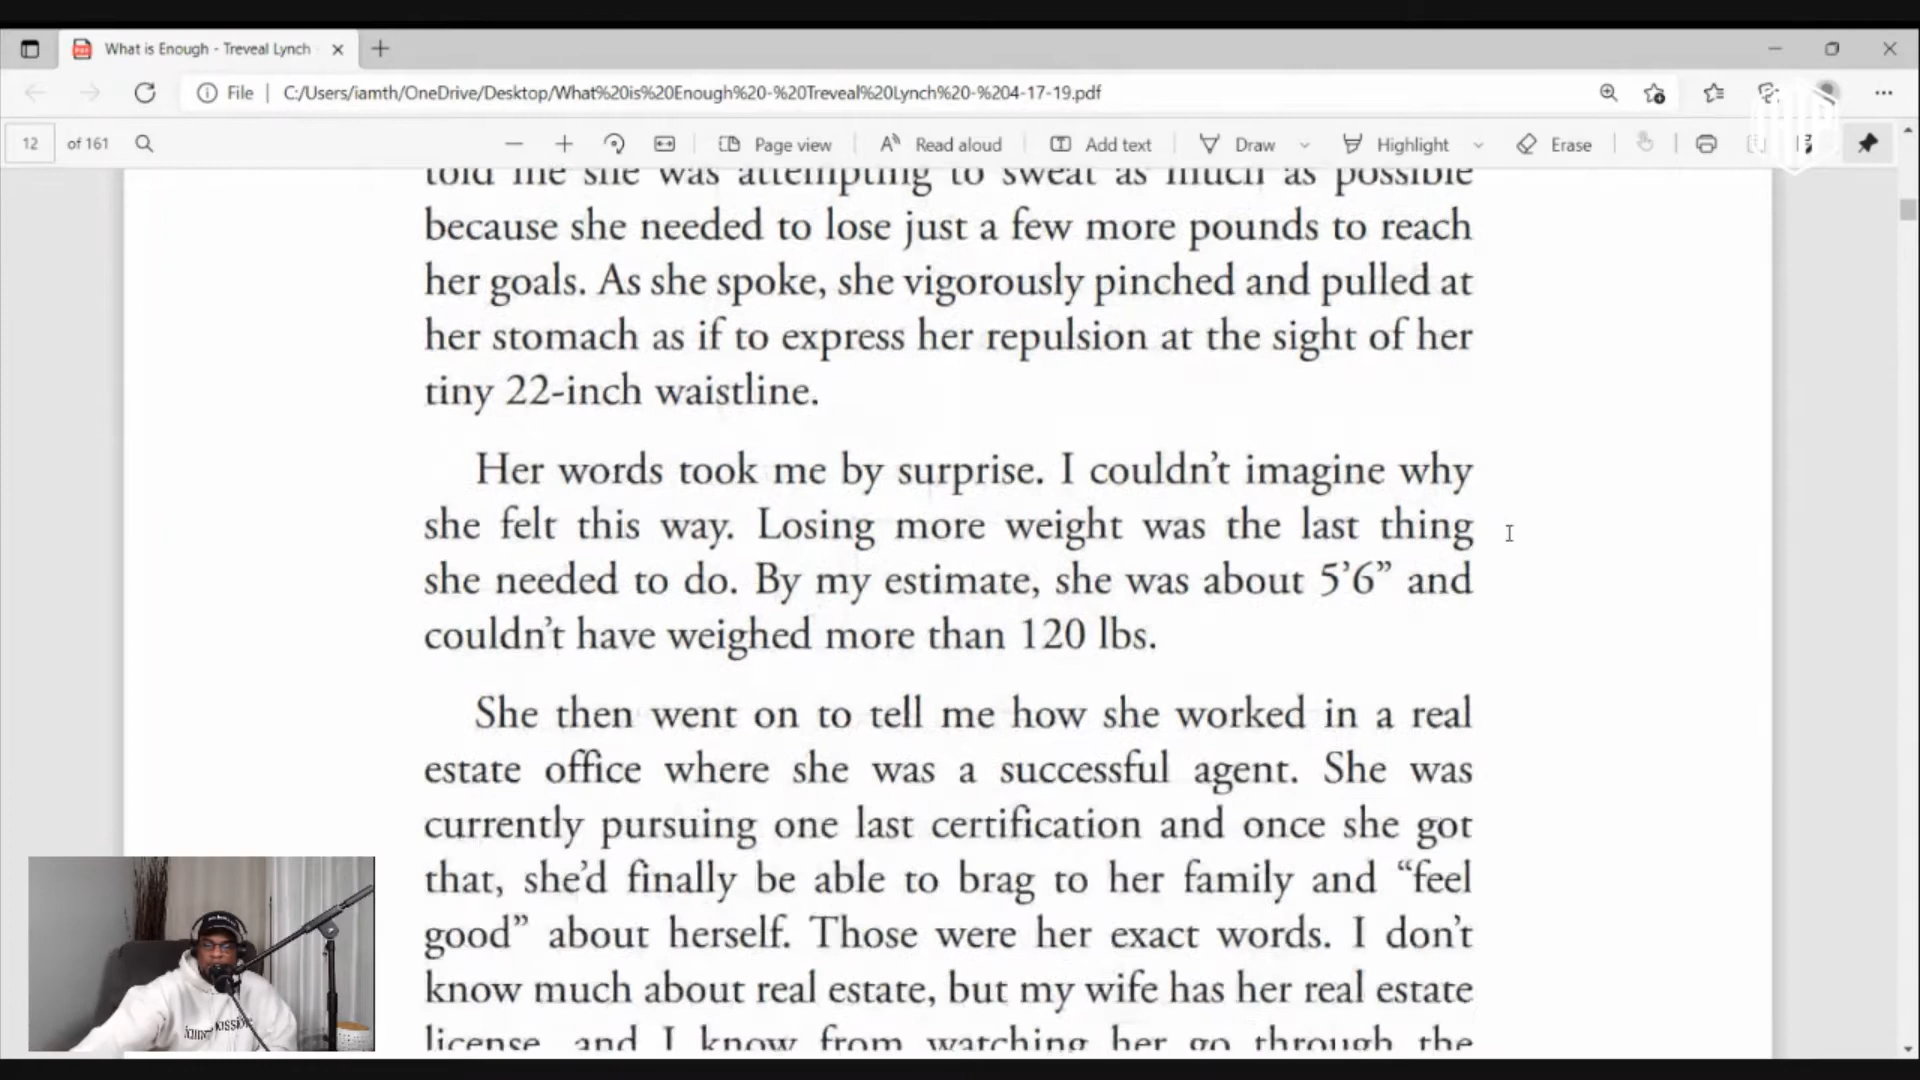 What is Enough - Treveal Lynch
File C:/Users/iamth/OneDrive/Desktop/What%20is%20Enough%20-%20Treveal%20Lynch%20-%204-17-19.pdf
12 of 161 Page view Read aloud Add text Draw Highlight Erase
told me she was attempting to sweat as much as possible
because she needed to lose just a few more pounds to reach
her goals. As she spoke, she vigorously pinched and pulled at
her stomach as if to express her repulsion at the sight of her
tiny 22-inch waistline.
Her words took me by surprise. I couldn’t imagine why
she felt this way. Losing more weight was the last thing
she needed to do. By my estimate, she was about 5’6” and
couldn’t have weighed more than 120 lbs.
She then went on to tell me how she worked in a real
estate office where she was a successful agent. She was
currently pursuing one last certification and once she got
that, she’d finally be able to brag to her family and “feel
good” about herself. Those were her exact words. I don’t
know much about real estate, but my wife has her real estate
license, and I know from watching her go through the